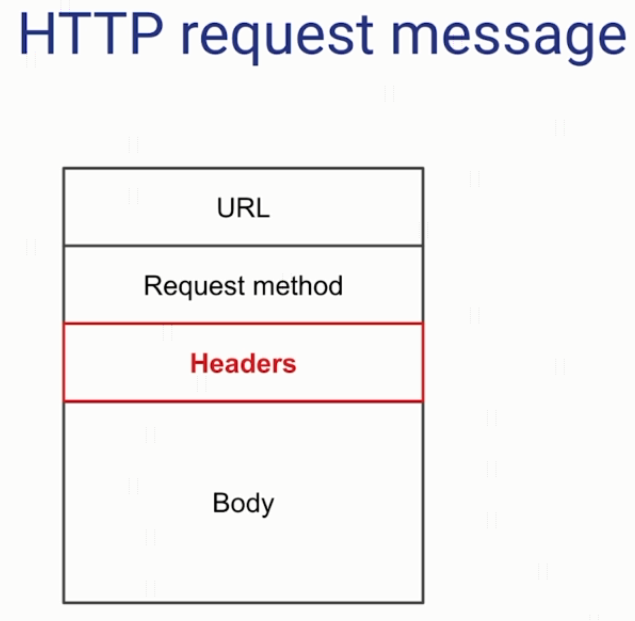 HTTP request message
URL
Request method
Headers
Body